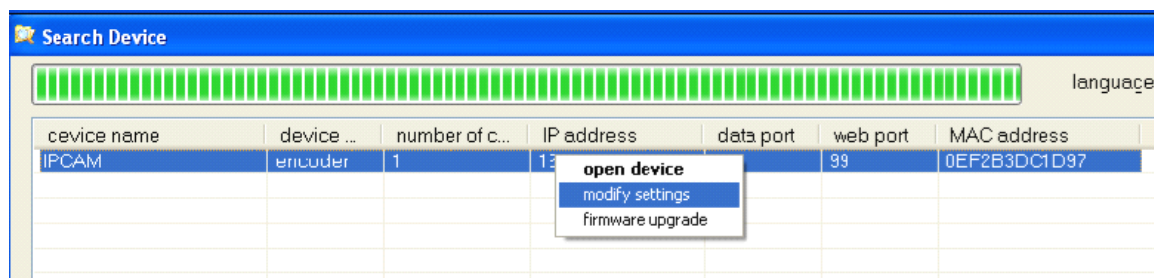 Search Device
language
cevice name device ... number of c... IP address data port web port MAC address
IPCAM encoder 1 99 0EF2B3DC1D97
open device
modify settings
firmware upgrade